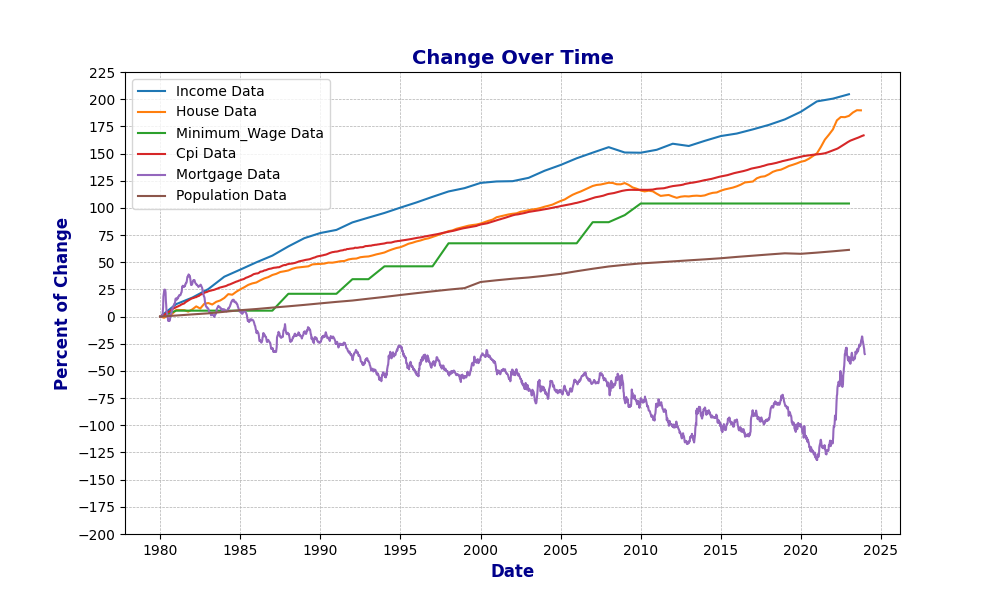 Change Over Time
Percent of Change
225
200
175
150
125
100
75
50
25
0
−25
−50
−75
−100
−125
−150
−175
−200
Income Data
House Data
Minimum_Wage Data
Cpi Data
Mortgage Data
Population Data
1980 1985 1990 1995 2000 2005 2010 2015 2020 2025
Date